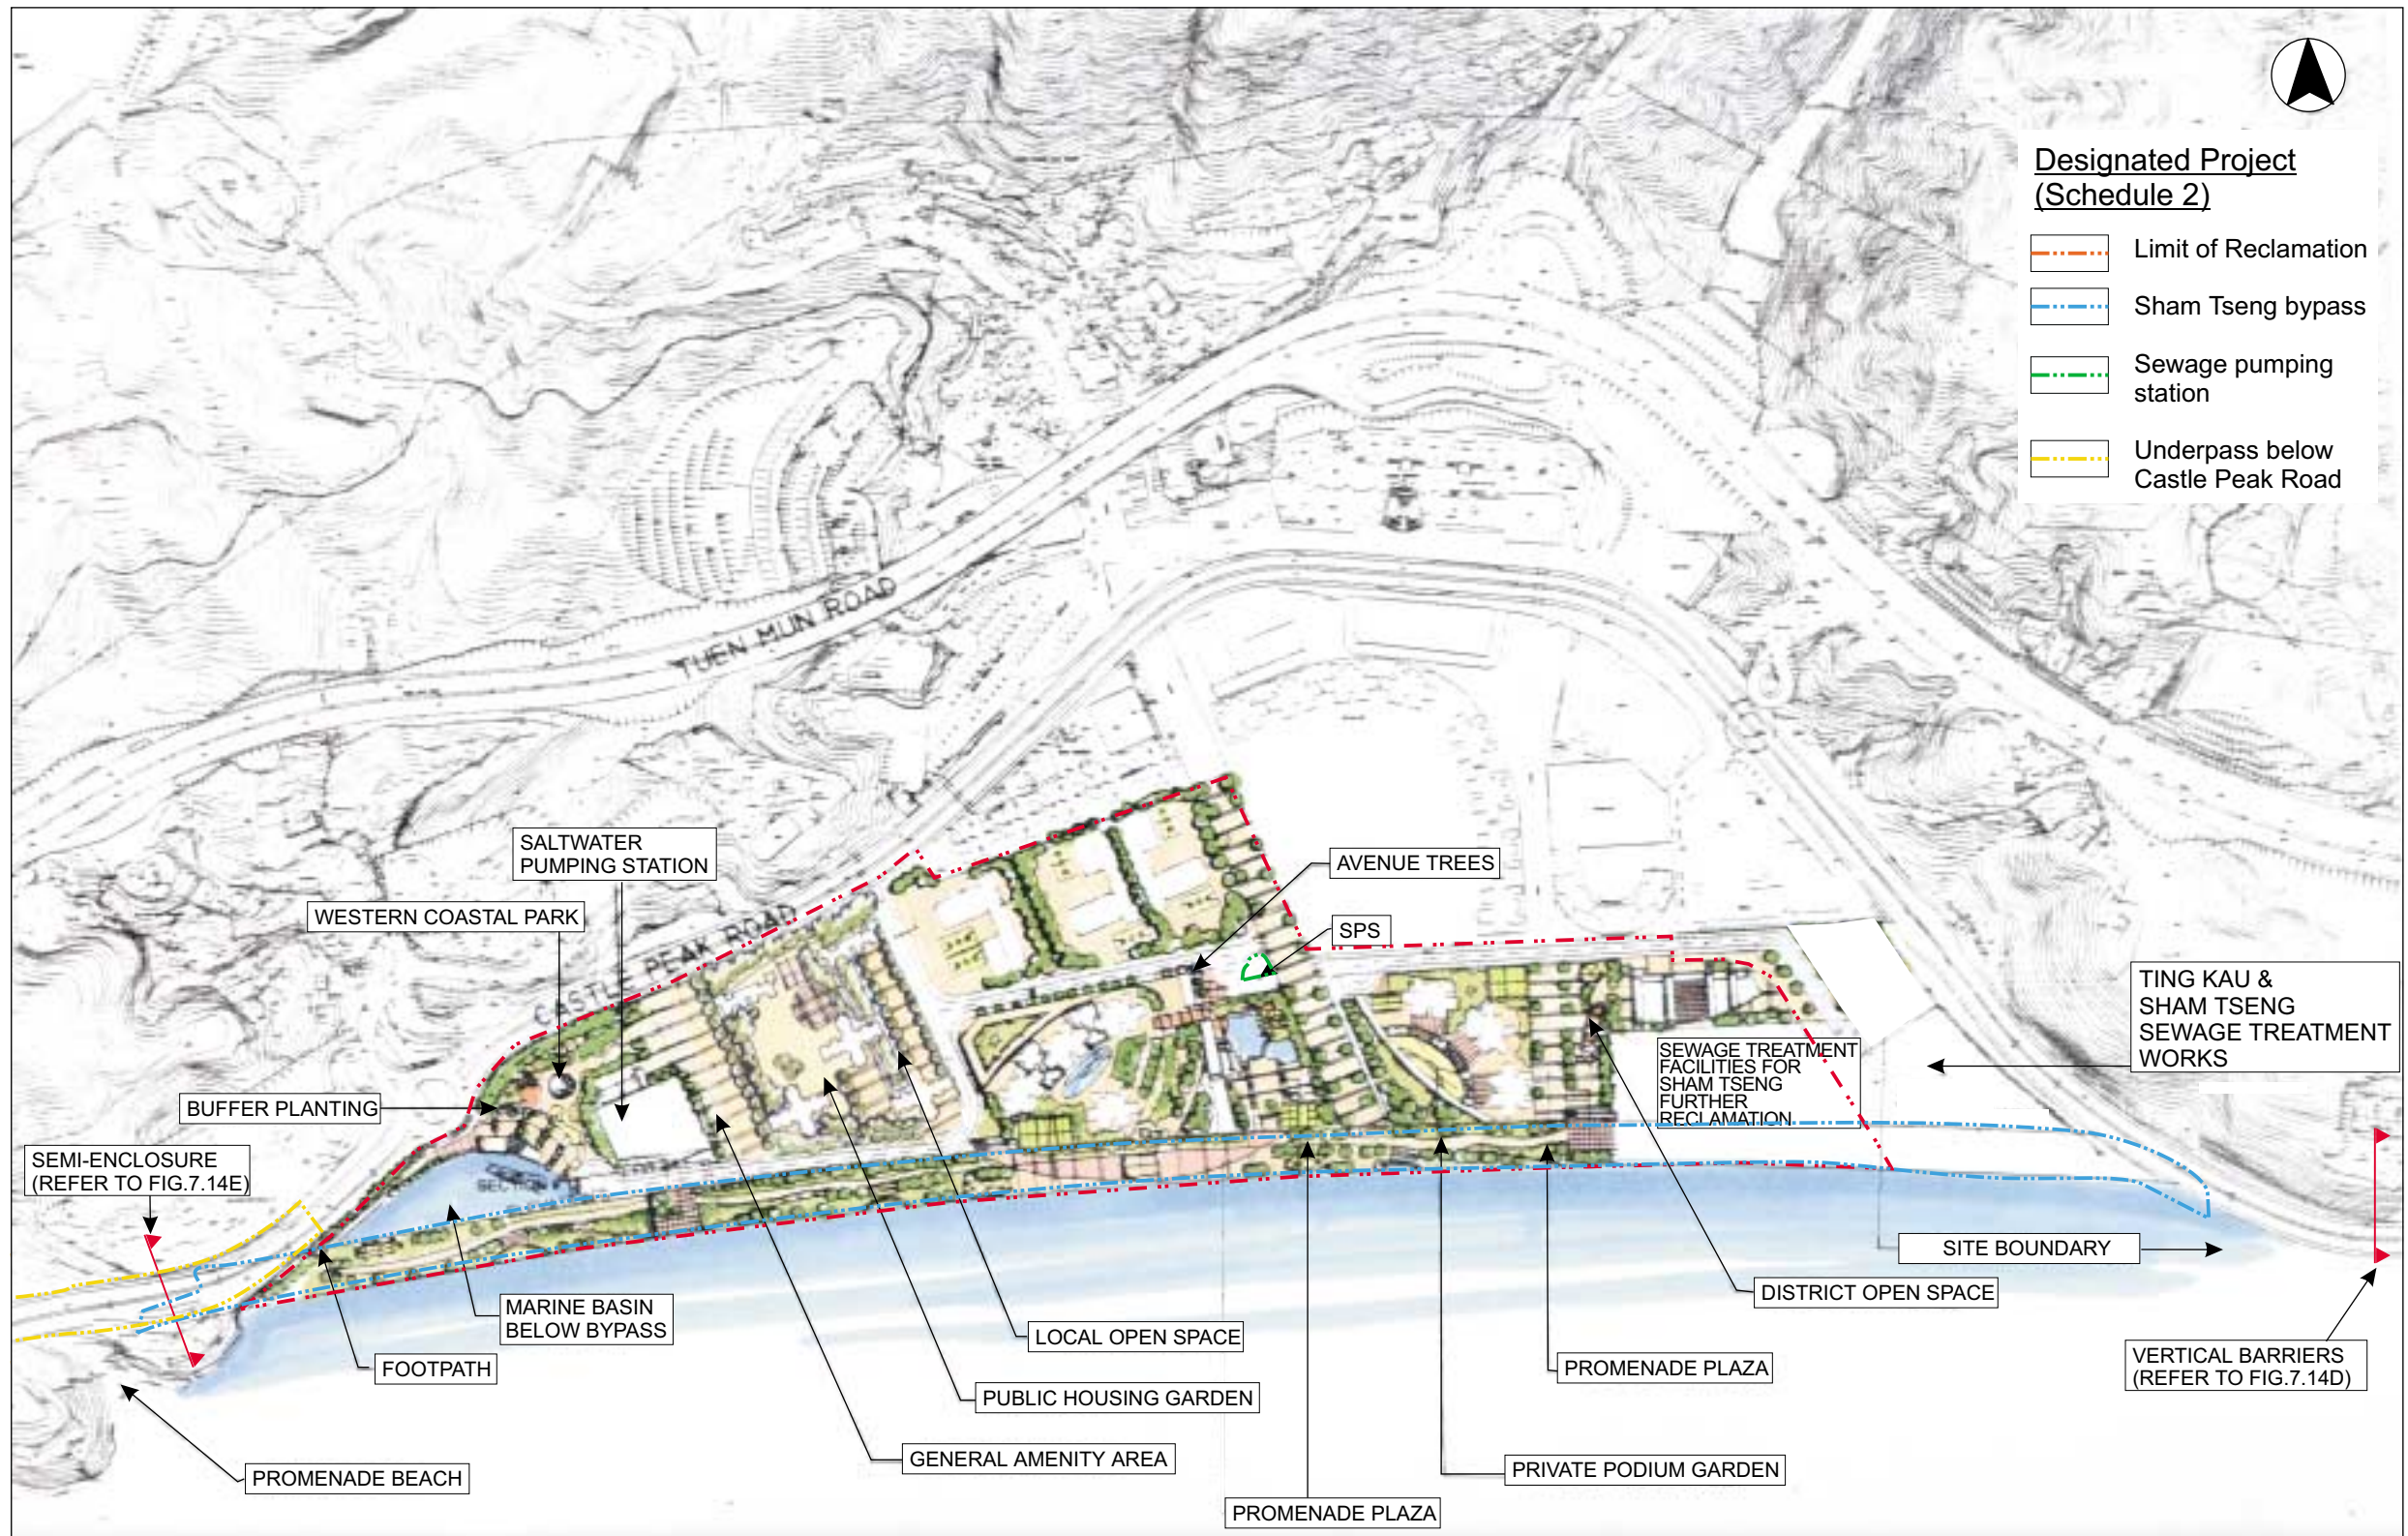 Designated Project
(Schedule 2)
Limit of Reclamation
Sham Tseng bypass
Sewage pumping
station
Underpass below
Castle Peak Road
TUEN MUN ROAD
SALTWATER
PUMPING STATION
AVENUE TREES
WESTERN COASTAL PARK
SPS
CASTLE PEAK ROAD
TING KAU &
SHAM TSENG
SEWAGE TREATMENT
WORKS
SEWAGE TREATMENT
FACILITIES FOR
SHAM TSENG
FURTHER
RECLAMATION
BUFFER PLANTING
SEMI-ENCLOSURE
(REFER TO FIG.7.14E)
SITE BOUNDARY
DISTRICT OPEN SPACE
MARINE BASIN
BELOW BYPASS
LOCAL OPEN SPACE
FOOTPATH
PROMENADE PLAZA
VERTICAL BARRIERS
(REFER TO FIG.7.14D)
PUBLIC HOUSING GARDEN
GENERAL AMENITY AREA
PRIVATE PODIUM GARDEN
PROMENADE BEACH
PROMENADE PLAZA